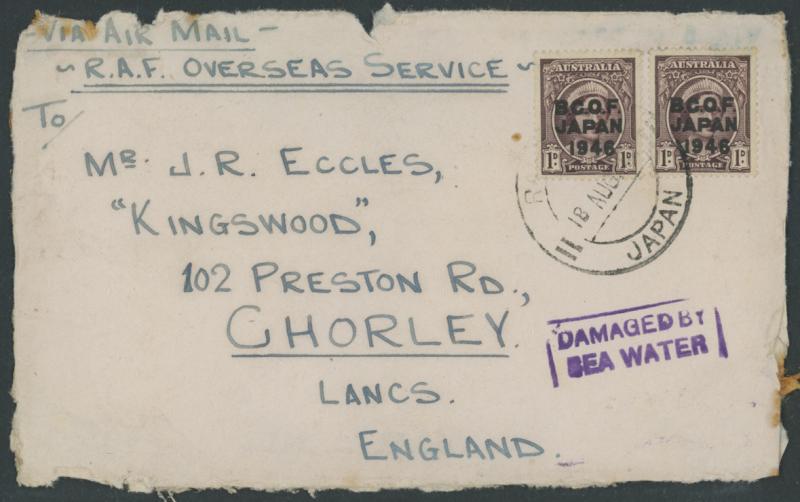 -VIA AIR MAIL-
~R.A.F. OVERSEAS SERVICE~
To
MR. J.R. ECCLES,
"KINGSWOOD",
102 PRESTON RD.,
CHORLEY.
LANCS.
ENGLAND.
AUSTRALIA
B.C.O.F.
JAPAN
1946
1D 1D
POSTAGE
AUSTRALIA
B.C.O.F.
JAPAN
1946
1D 1D
POSTAGE
18 AUG
JAPAN
DAMAGED BY
SEA WATER